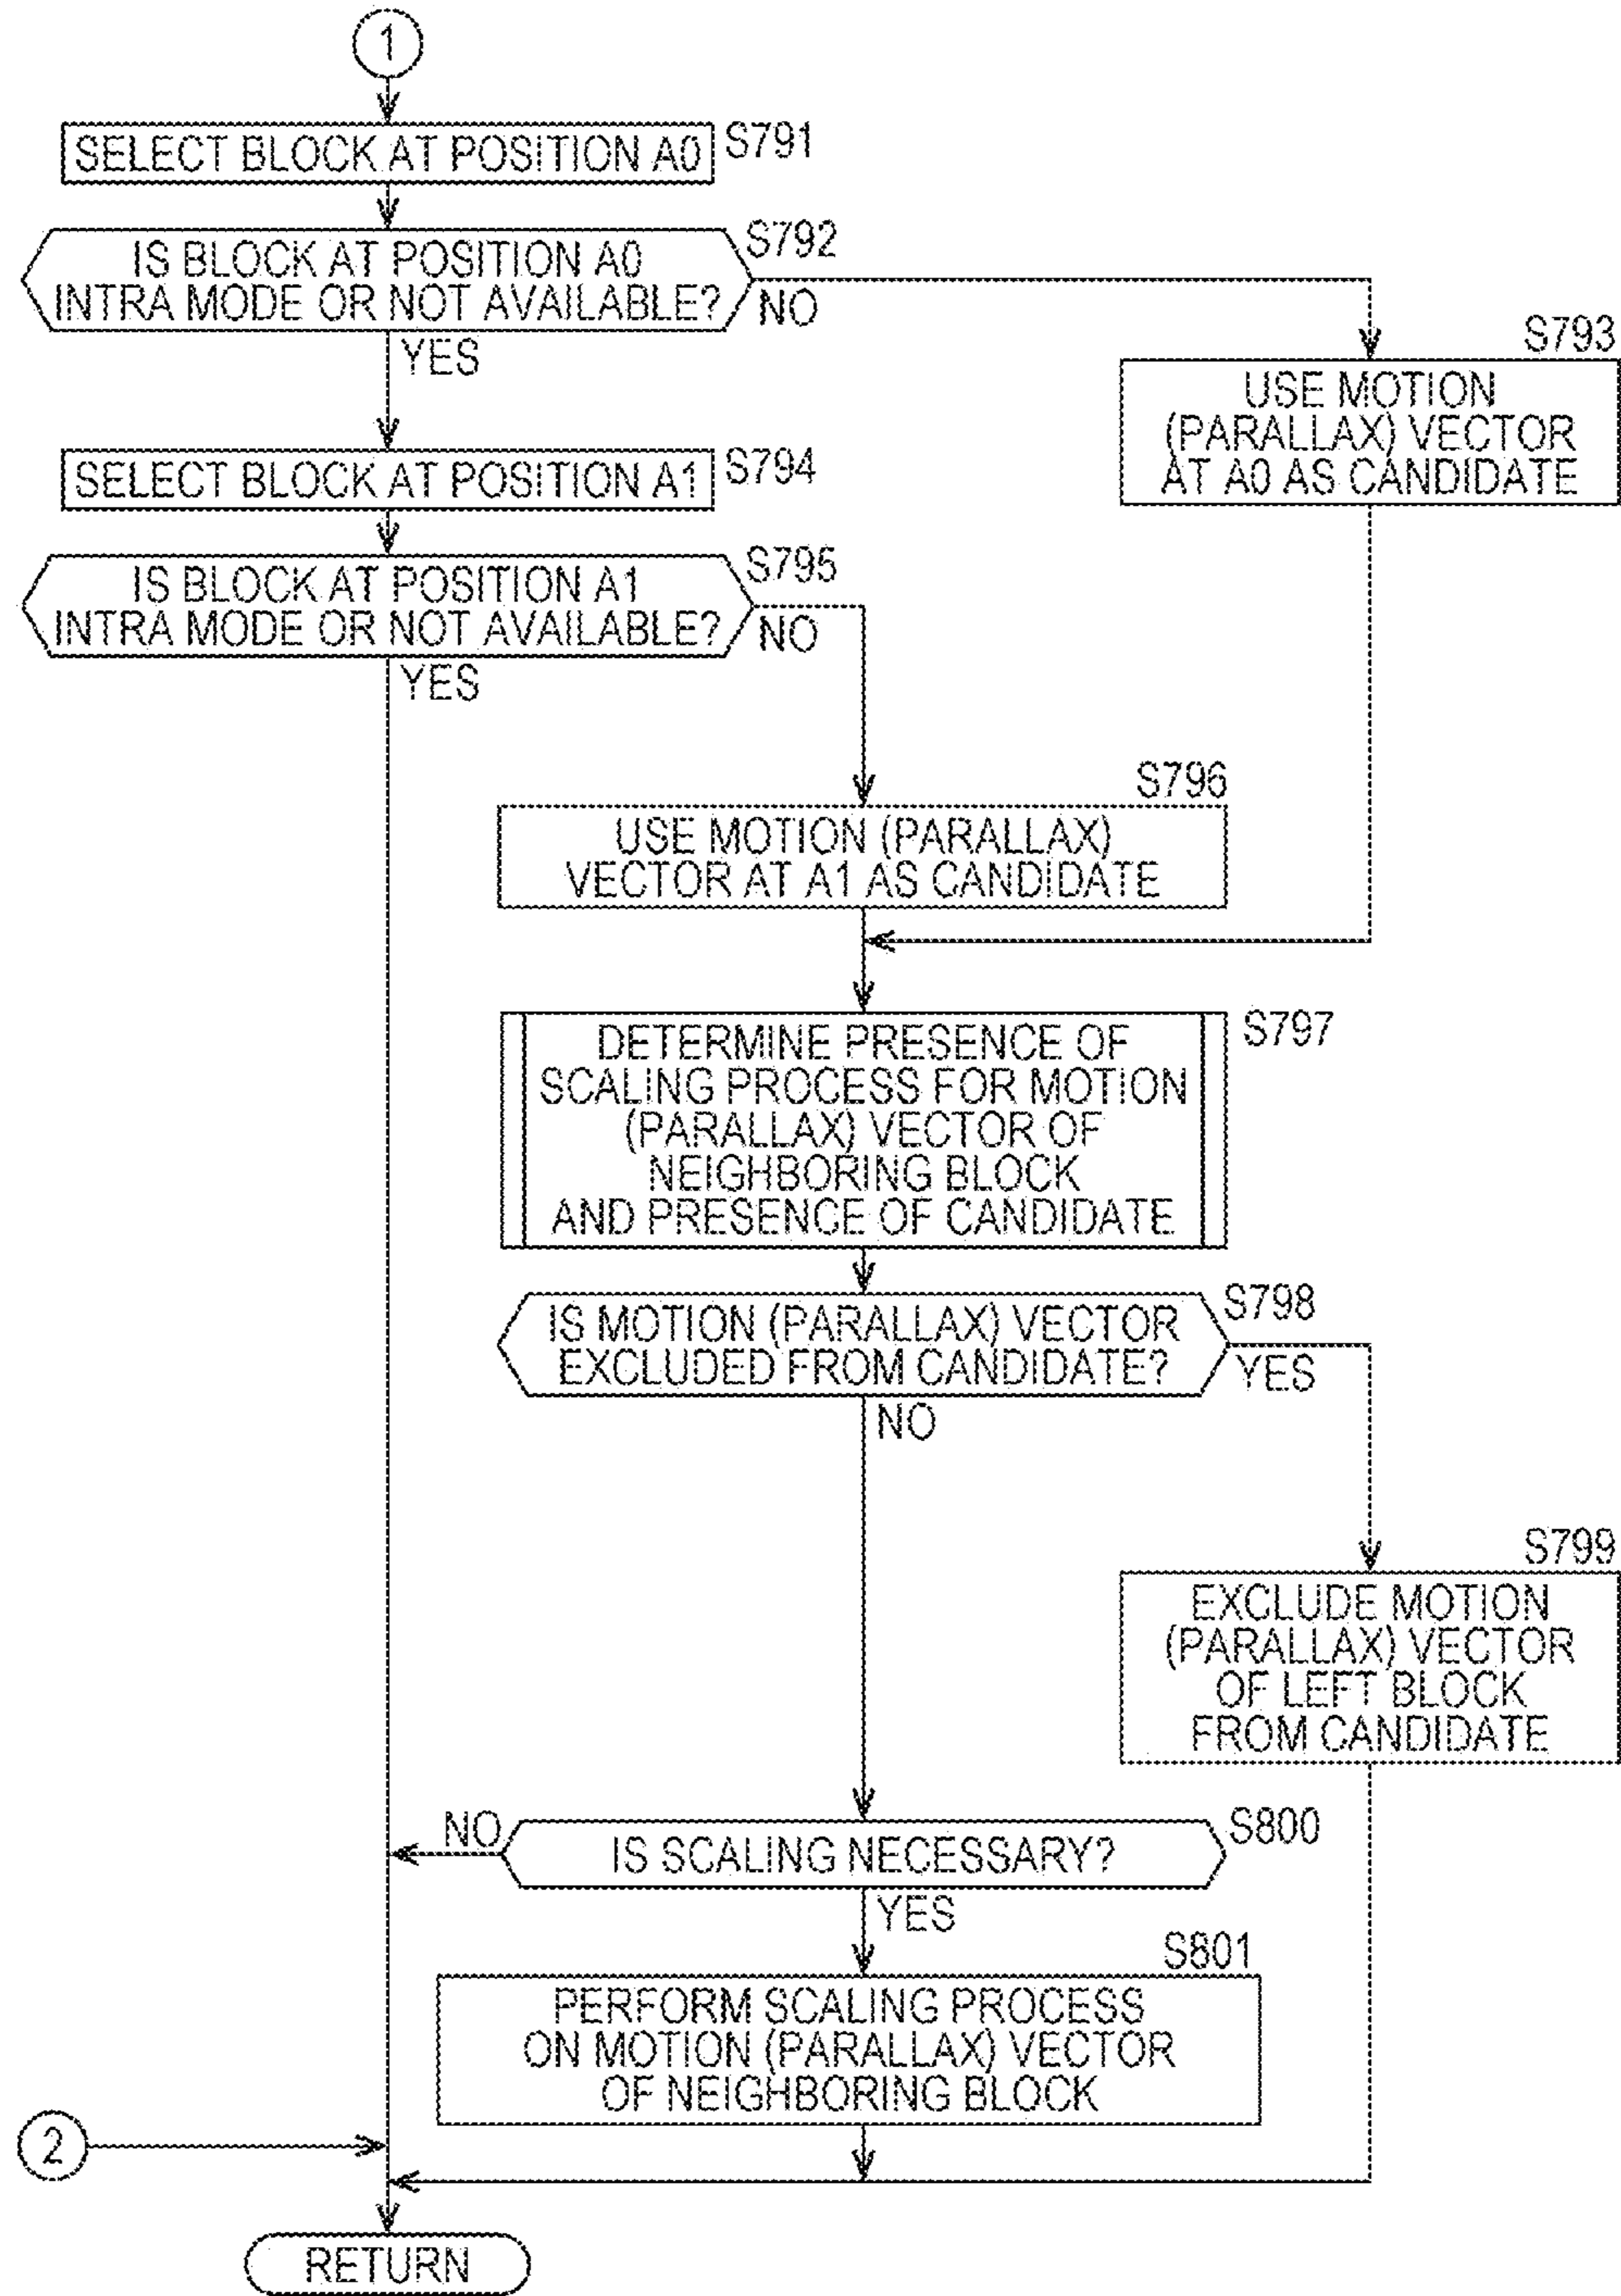 1
SELECT BLOCK AT POSITION A0
S791
IS BLOCK AT POSITION A0
INTRA MODE OR NOT AVAILABLE?
S792
NO
YES
S793
USE MOTION
(PARALLAX) VECTOR
AT A0 AS CANDIDATE
SELECT BLOCK AT POSITION A1
S794
IS BLOCK AT POSITION A1
INTRA MODE OR NOT AVAILABLE?
S795
NO
YES
S796
USE MOTION (PARALLAX)
VECTOR AT A1 AS CANDIDATE
DETERMINE PRESENCE OF
SCALING PROCESS FOR MOTION
(PARALLAX) VECTOR OF
NEIGHBORING BLOCK
AND PRESENCE OF CANDIDATE
S797
IS MOTION (PARALLAX) VECTOR
EXCLUDED FROM CANDIDATE?
S798
YES
NO
S799
EXCLUDE MOTION
(PARALLAX) VECTOR
OF LEFT BLOCK
FROM CANDIDATE
NO
IS SCALING NECESSARY?
S800
YES
S801
PERFORM SCALING PROCESS
ON MOTION (PARALLAX) VECTOR
OF NEIGHBORING BLOCK
2
RETURN